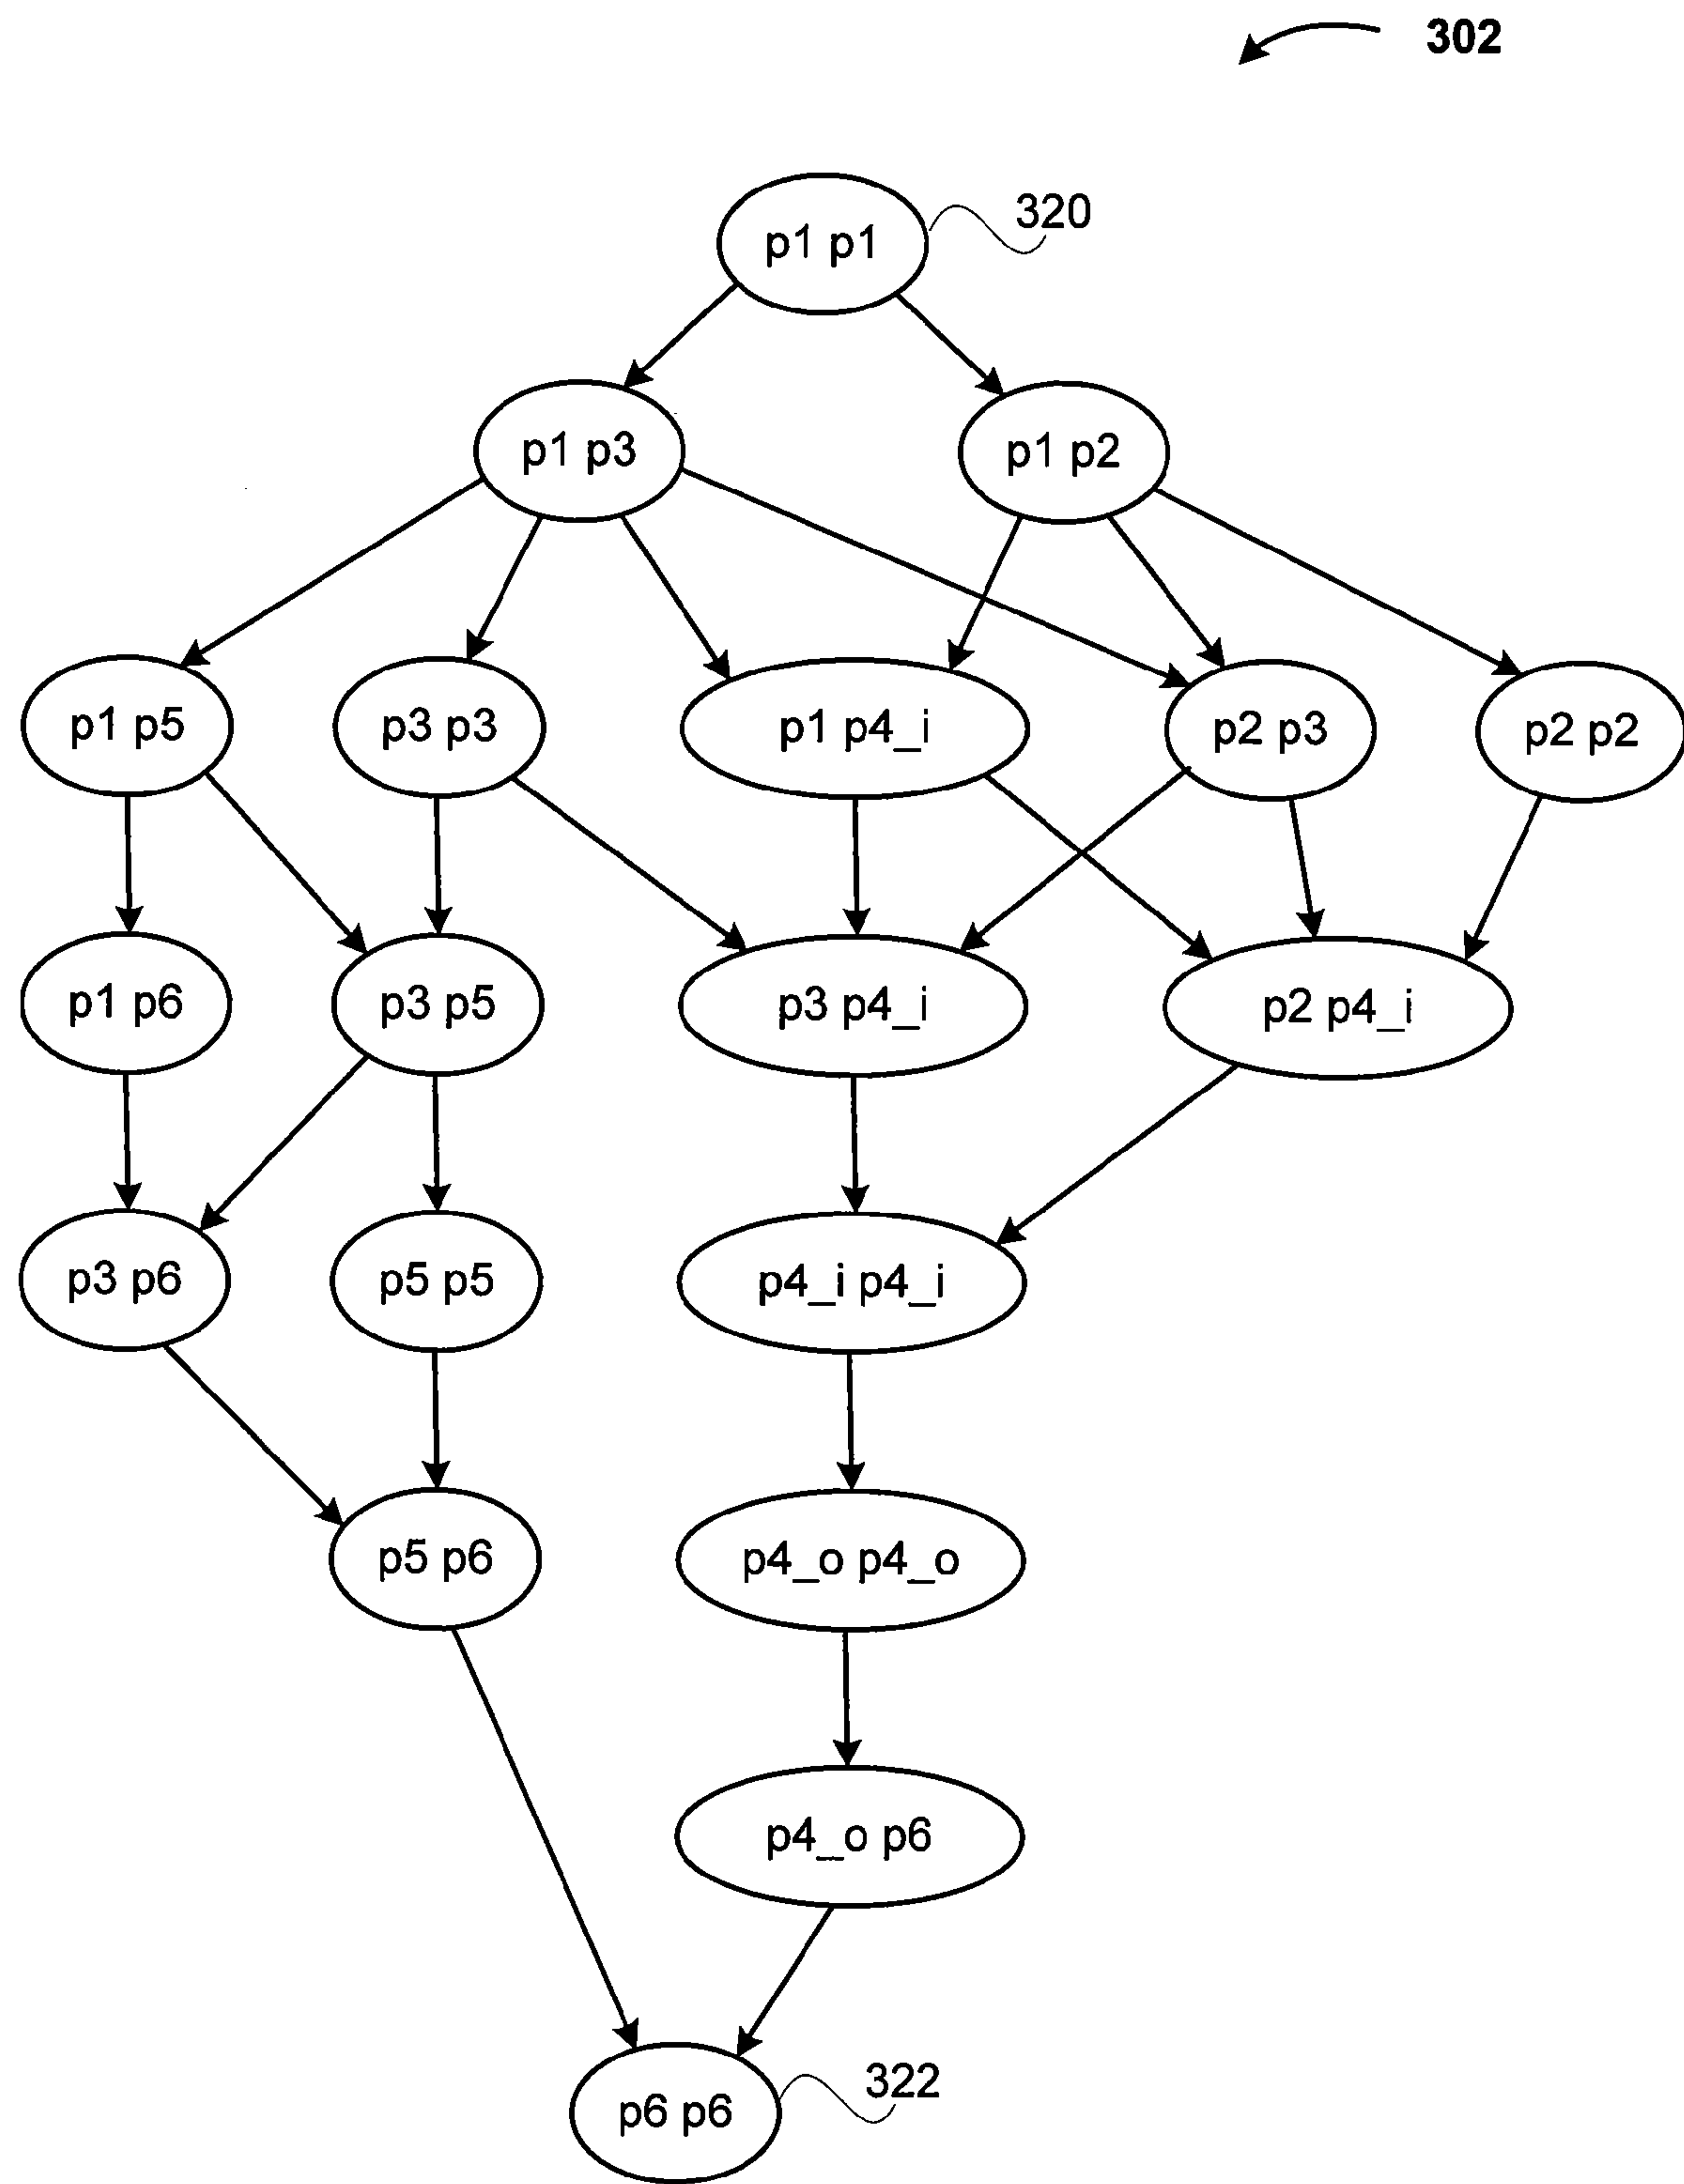 302
p1 p1
320
p1 p3
p1 p2
p1 p5
p3 p3
p1 p4_i
p2 p3
p2 p2
p1 p6
p3 p5
p3 p4_i
p2 p4_i
p3 p6
p5 p5
p4_i p4_i
p5 p6
p4_o p4_o
p4_o p6
p6 p6
322